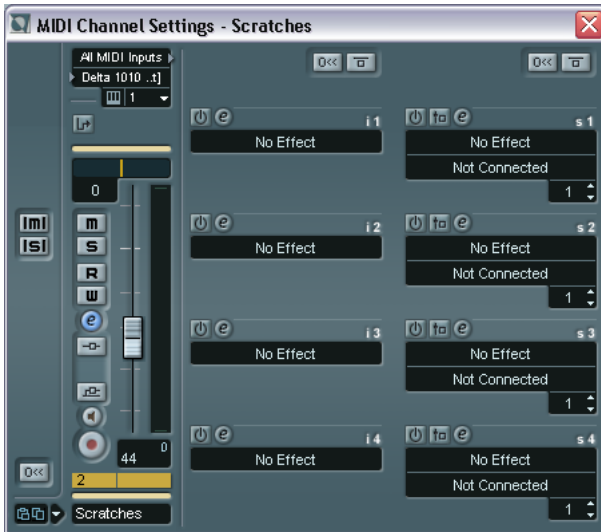 MIDI Channel Settings - Scratches
All MIDI Inputs
Delta 1010 ..t]
1
0
m
S
R
W
e
44
0
2
Scratches
[m]
[s]
0<<
0<<
e
i 1
No Effect
e
i 2
No Effect
e
i 3
No Effect
e
i 4
No Effect
0<<
e
s 1
No Effect
Not Connected
1
e
s 2
No Effect
Not Connected
1
e
s 3
No Effect
Not Connected
1
e
s 4
No Effect
Not Connected
1